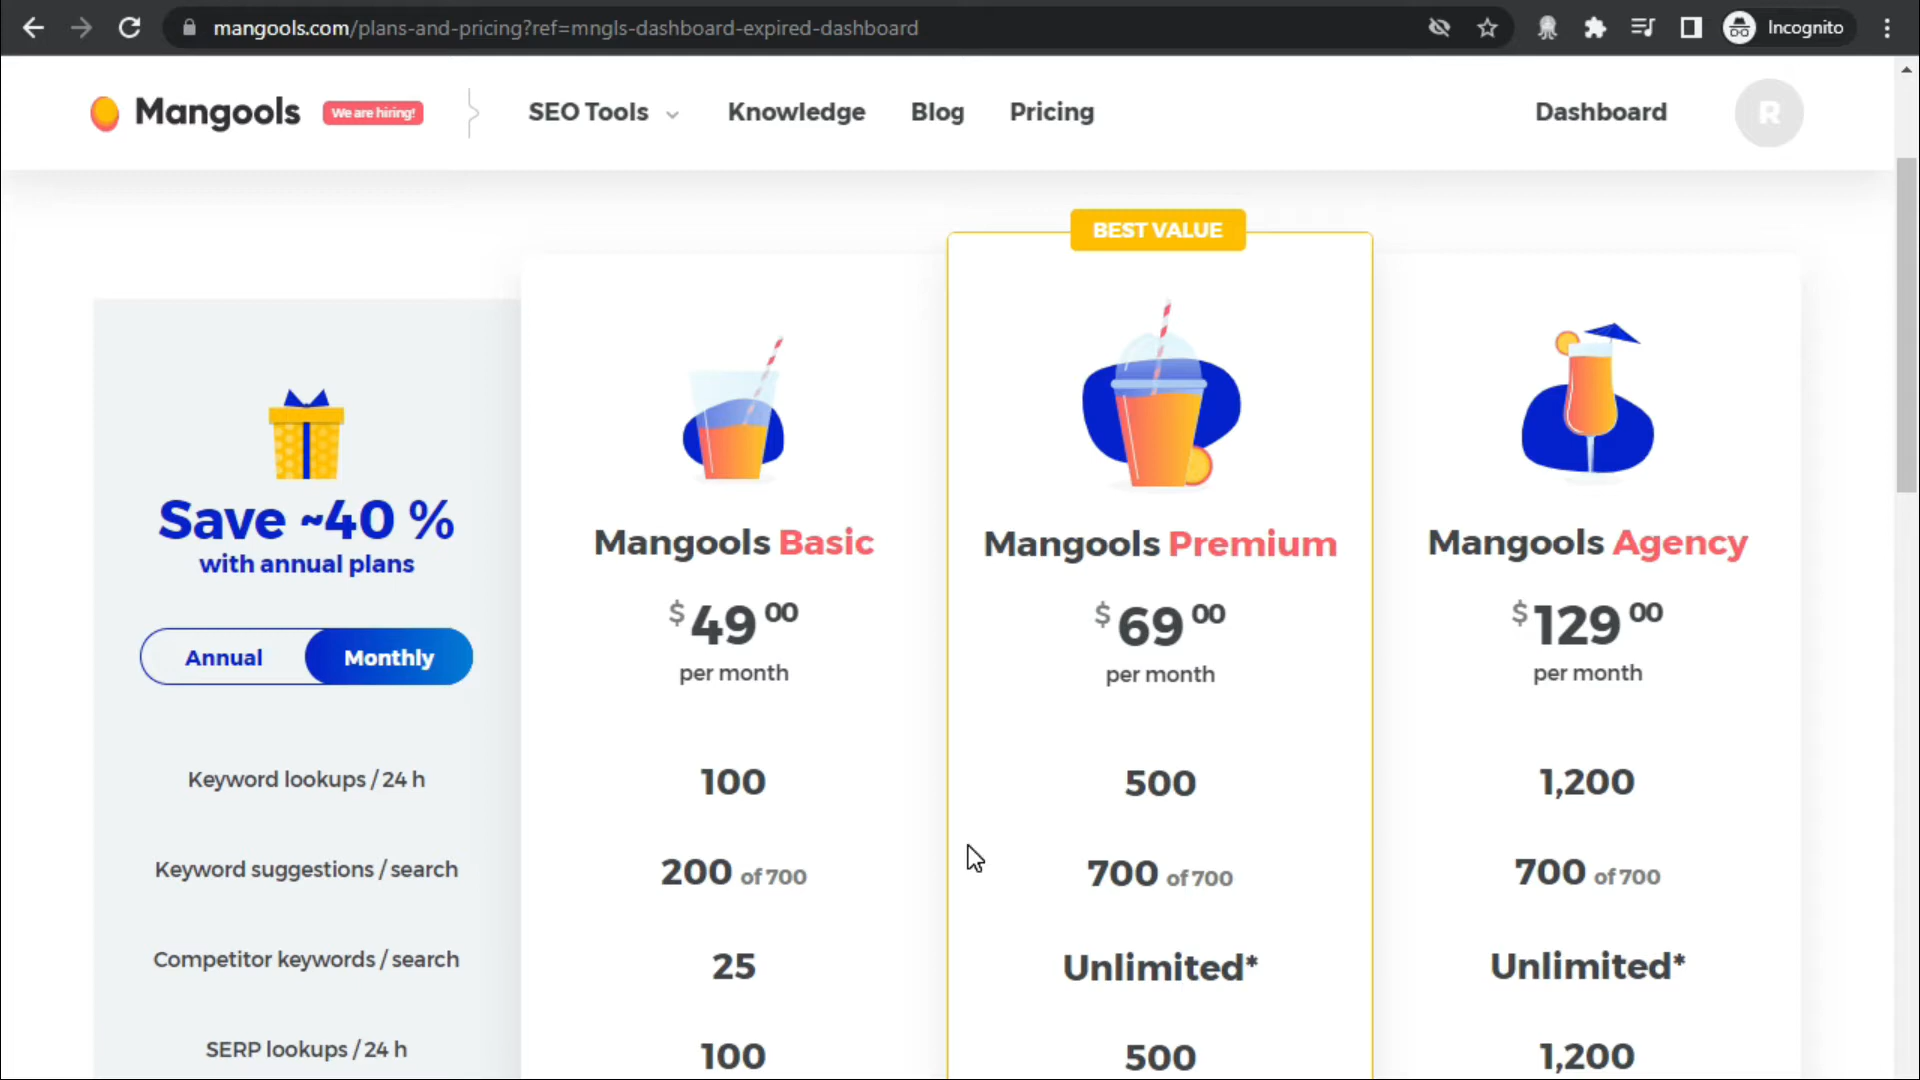 mangools.com/plans-and-pricing?ref=mngls-dashboard-expired-dashboard
Incognito
Mangools
We are hiring!
SEO Tools
Knowledge
Blog
Pricing
Dashboard
R
BEST VALUE
Save ~40 %
with annual plans
Annual
Monthly
Mangools Basic
Mangools Premium
Mangools Agency
$ 49 00
$ 69 00
$ 129 00
per month
per month
per month
Keyword lookups / 24 h
100
500
1,200
Keyword suggestions / search
200 of 700
700 of 700
700 of 700
Competitor keywords / search
25
Unlimited*
Unlimited*
SERP lookups / 24 h
100
500
1,200